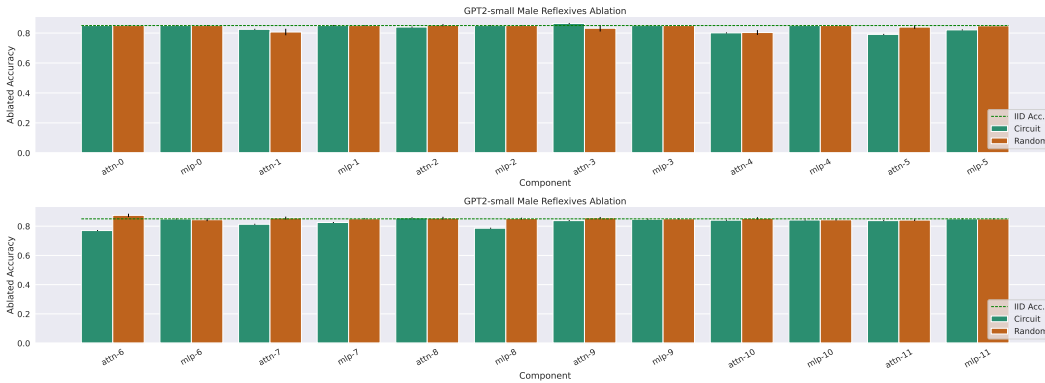 GPT2-small Male Reflexives Ablation
Ablated Accuracy
0.8
0.6
0.4
0.2
0.0
attn-0 mlp-0 attn-1 mlp-1 attn-2 mlp-2 attn-3 mlp-3 attn-4 mlp-4 attn-5 mlp-5
Component
IID Acc.
Circuit
Random
GPT2-small Male Reflexives Ablation
Ablated Accuracy
0.8
0.6
0.4
0.2
0.0
attn-6 mlp-6 attn-7 mlp-7 attn-8 mlp-8 attn-9 mlp-9 attn-10 mlp-10 attn-11 mlp-11
Component
IID Acc.
Circuit
Random